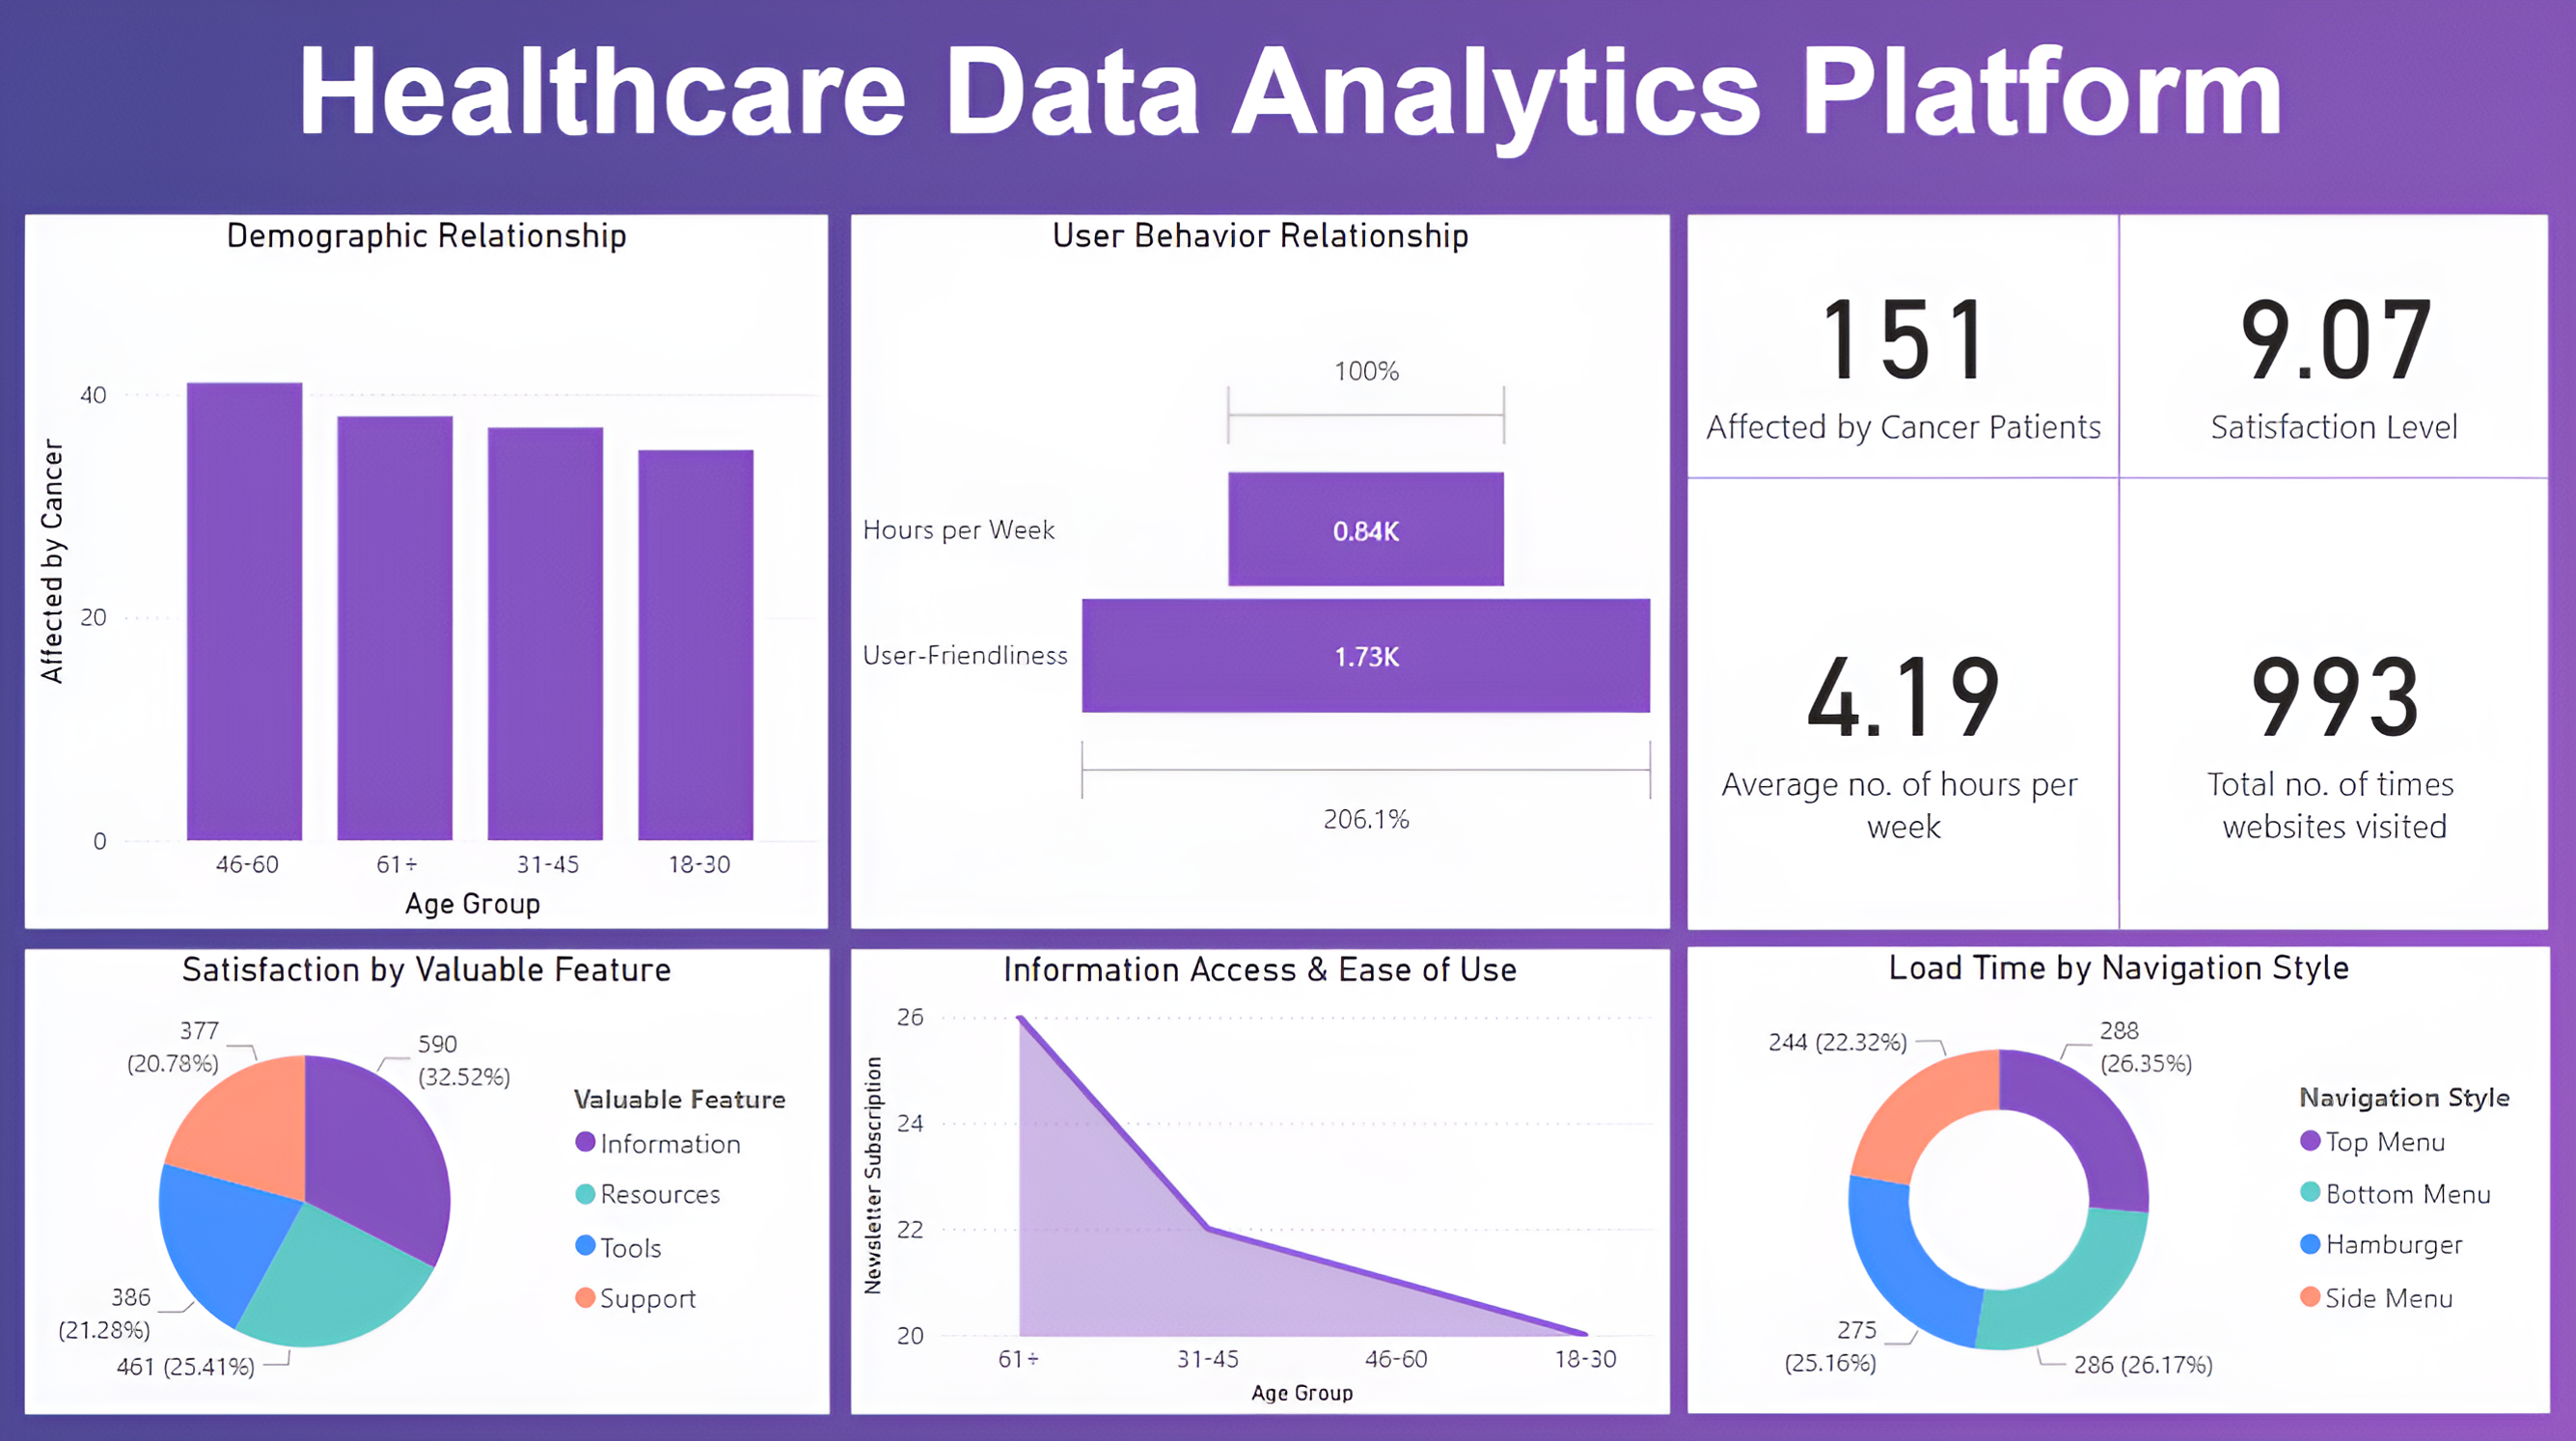 Healthcare Data Analytics Platform
Demographic Relationship
Affected by Cancer
40
20
0
46-60
61+
31-45
18-30
Age Group
User Behavior Relationship
100%
Hours per Week
0.84K
User-Friendliness
1.73K
206.1%
151
Affected by Cancer Patients
9.07
Satisfaction Level
4.19
Average no. of hours per
week
993
Total no. of times
websites visited
Satisfaction by Valuable Feature
377
(20.78%)
590
(32.52%)
386
(21.28%)
461 (25.41%)
Valuable Feature
Information
Resources
Tools
Support
Information Access & Ease of Use
Newsletter Subscription
26
24
22
20
61+
31-45
46-60
18-30
Age Group
Load Time by Navigation Style
244 (22.32%)
288
(26.35%)
275
(25.16%)
286 (26.17%)
Navigation Style
Top Menu
Bottom Menu
Hamburger
Side Menu